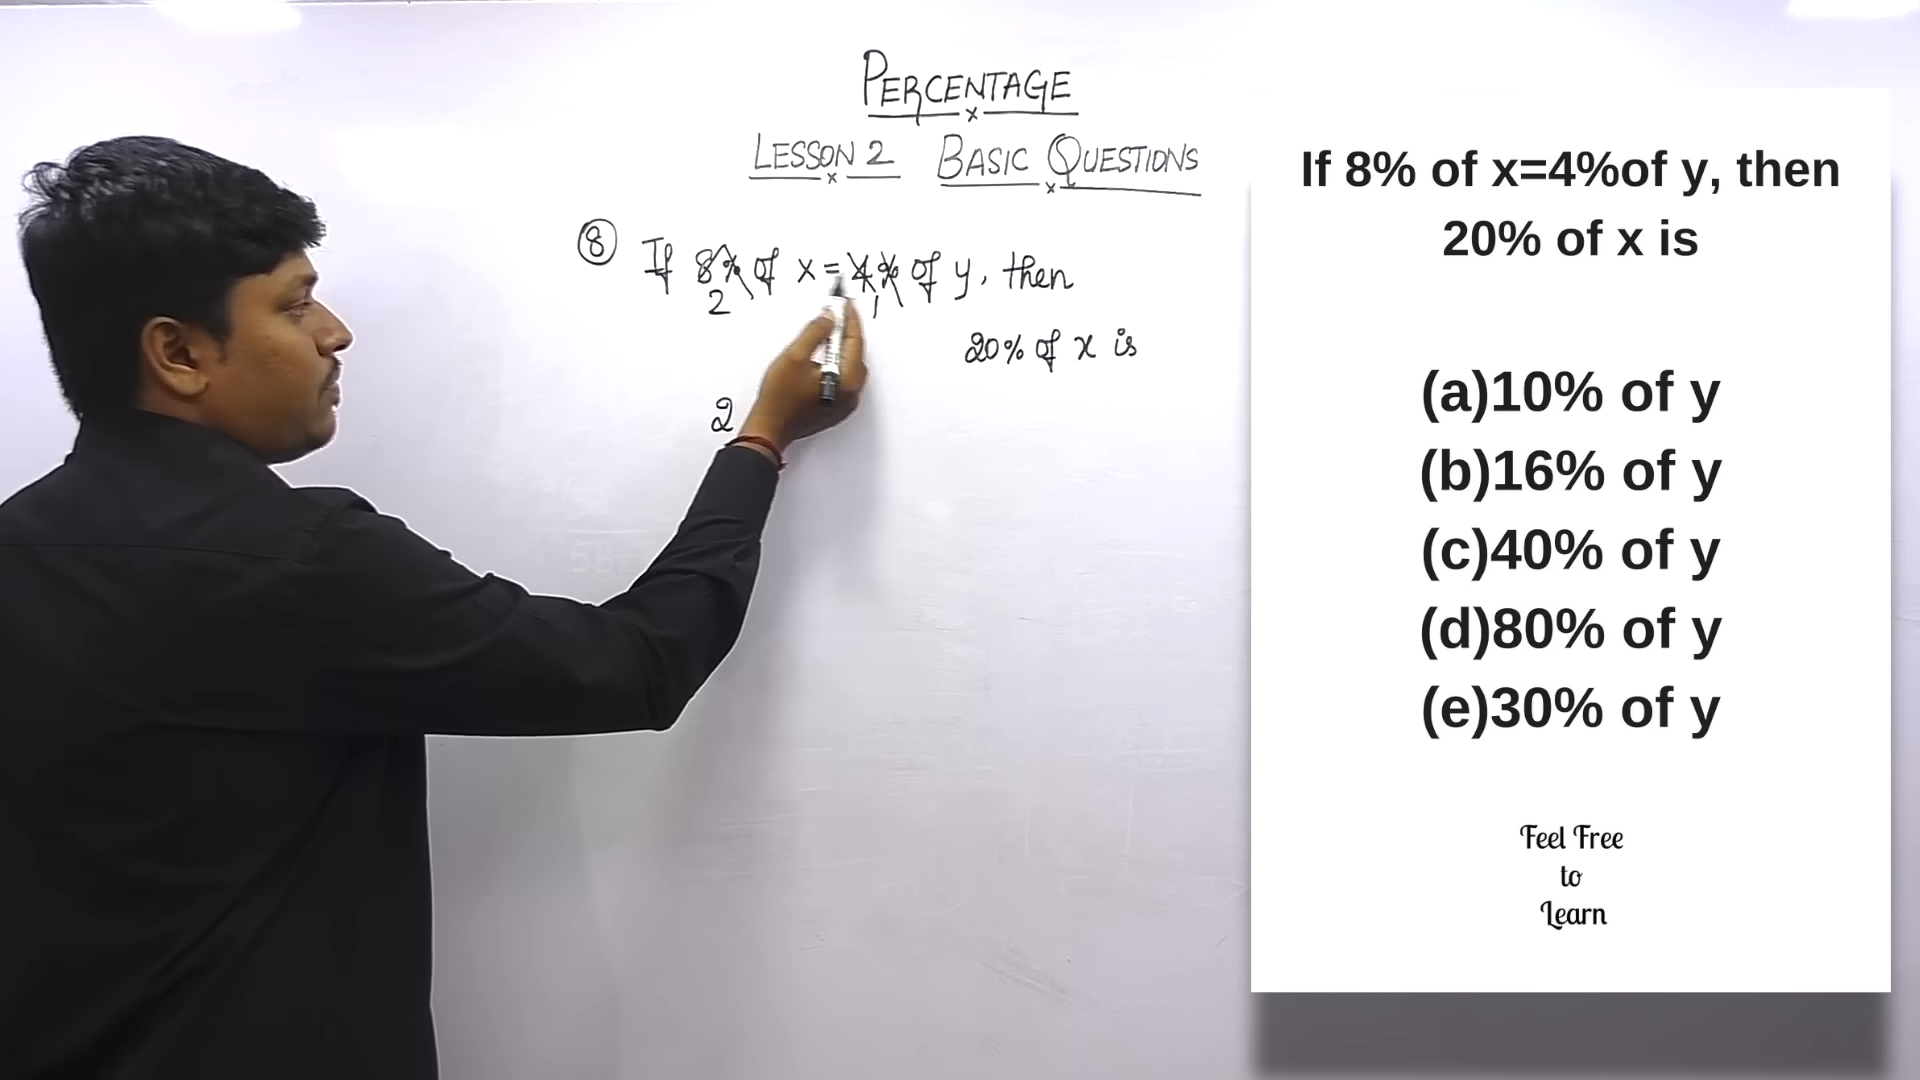 PERCENTAGE
LESSON 2 BASIC QUESTIONS
8 If 8% of x = 4% of y, then
2 1
20% of x is
2
If 8% of x=4%of y, then
20% of x is
(a)10% of y
(b)16% of y
(c)40% of y
(d)80% of y
(e)30% of y
Feel Free
to
Learn